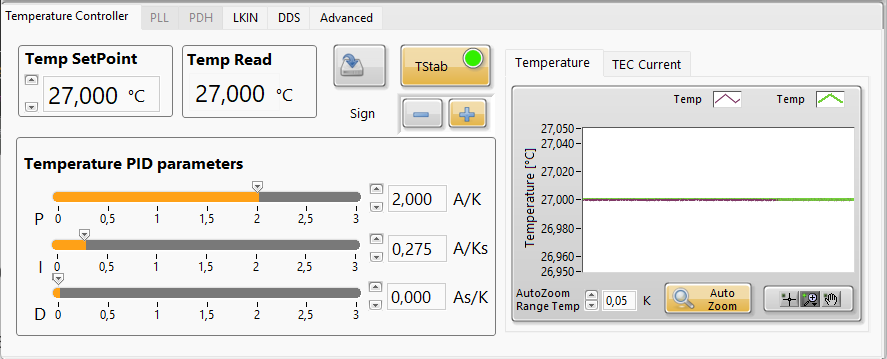 Temperature Controller PLL PDH LKIN DDS Advanced
Temp SetPoint
27,000 °C
Temp Read
27,000 °C
TStab
Sign
Temperature PID parameters
P
0 0,5 1 1,5 2 2,5 3
2,000 A/K
I
0 0,5 1 1,5 2 2,5 3
0,275 A/Ks
D
0 0,5 1 1,5 2 2,5 3
0,000 As/K
Temperature TEC Current
Temp Temp
Temperature [°C]
27,050
27,040
27,020
27,000
26,980
26,960
26,950
AutoZoom
Range Temp
0,05 K
Auto
Zoom